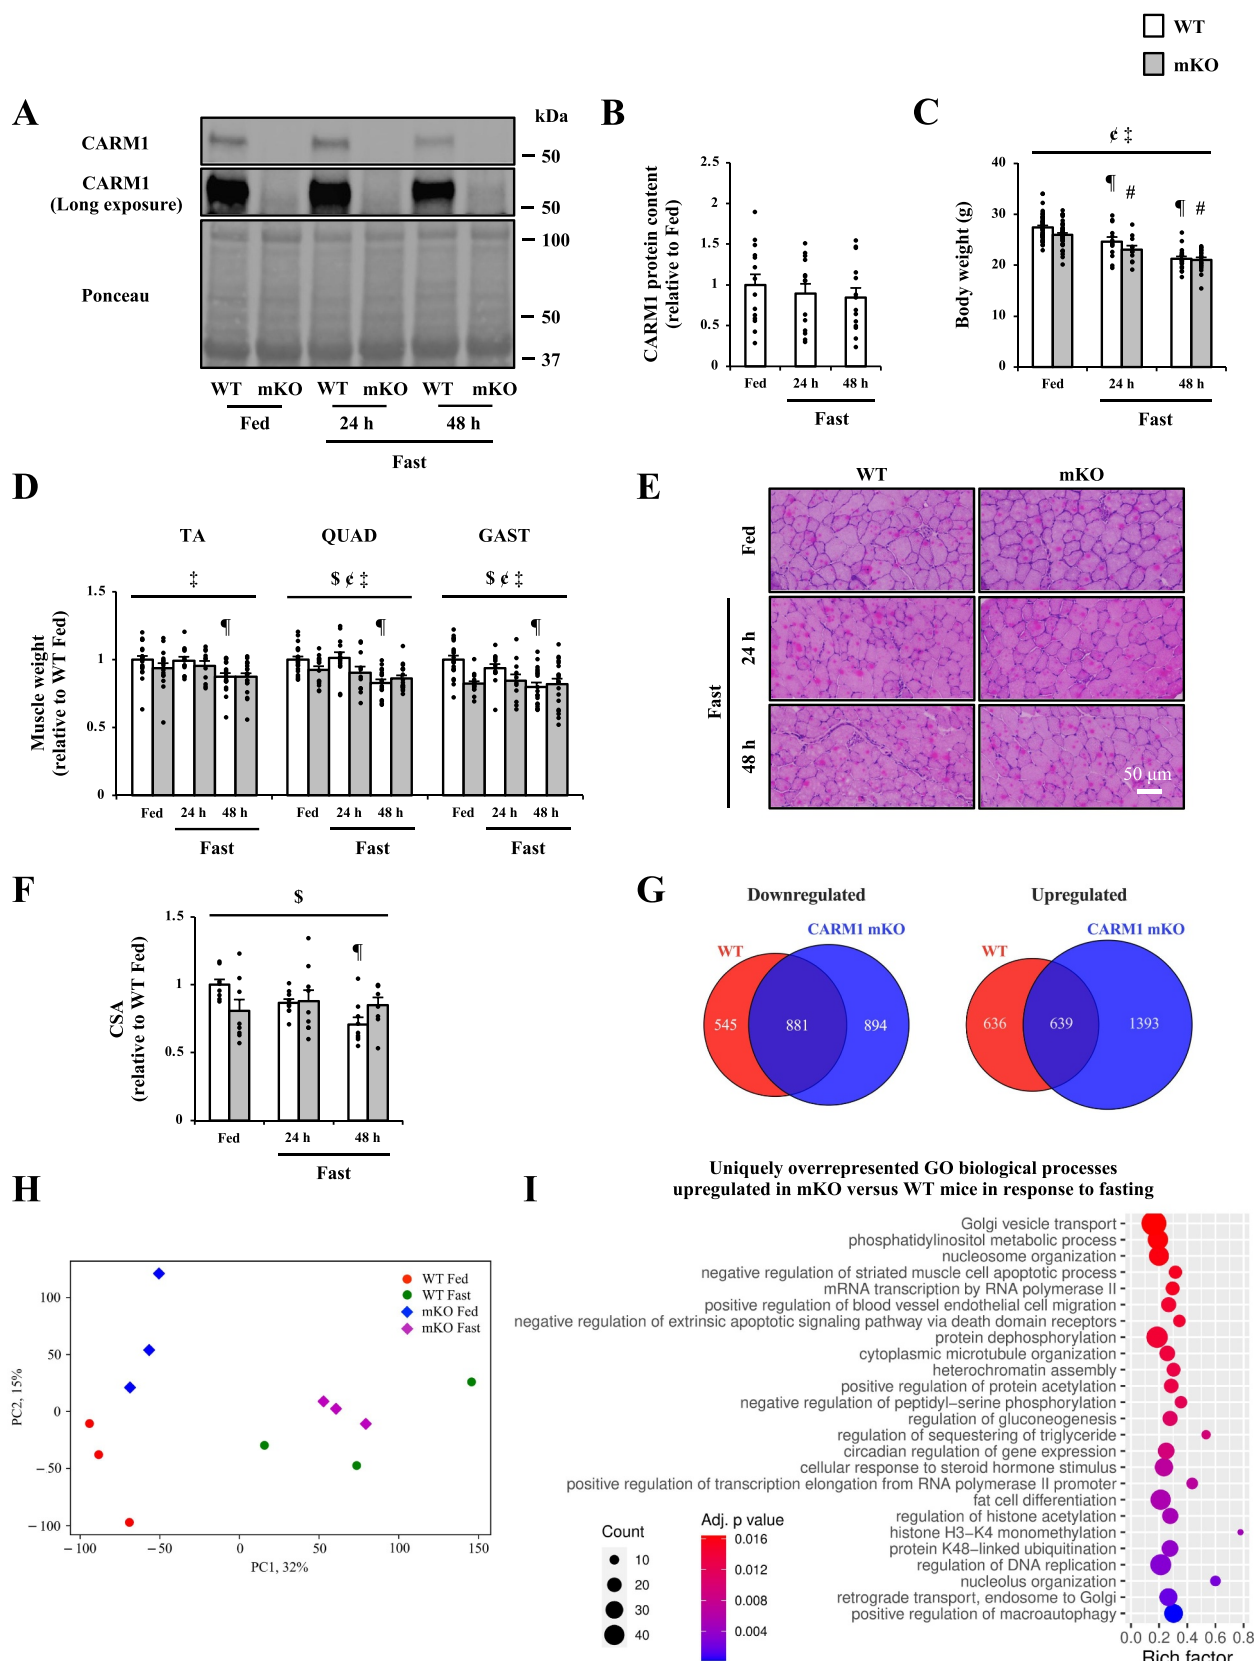 WT
mKO
A
kDa
CARM1
50
CARM1
(Long exposure)
50
100
Ponceau
50
37
WT mKO WT mKO WT mKO
Fed 24 h 48 h
Fast
B
CARM1 protein content
(relative to Fed)
2.5
2
1.5
1
0.5
0
Fed 24 h 48 h
Fast
C
¢ ‡
Body weight (g)
40
30
20
10
0
¶ # ¶ #
Fed 24 h 48 h
Fast
D
TA QUAD GAST
‡ $ ¢ ‡ $ ¢ ‡
Muscle weight
(relative to WT Fed)
1.5
1
0.5
0
¶ ¶ ¶
Fed 24 h 48 h Fed 24 h 48 h Fed 24 h 48 h
Fast Fast Fast
E
WT mKO
Fed
24 h
48 h
Fast
50 μm
F
$
CSA
(relative to WT Fed)
1.5
1
0.5
0
¶
Fed 24 h 48 h
Fast
G
Downregulated Upregulated
WT CARM1 mKO WT CARM1 mKO
545 881 894 636 639 1393
H
PC2, 15%
100
50
0
−50
−100
WT Fed
WT Fast
mKO Fed
mKO Fast
−100 −50 0 50 100 150
PC1, 32%
I
Uniquely overrepresented GO biological processes
upregulated in mKO versus WT mice in response to fasting
Golgi vesicle transport
phosphatidylinositol metabolic process
nucleosome organization
negative regulation of striated muscle cell apoptotic process
mRNA transcription by RNA polymerase II
positive regulation of blood vessel endothelial cell migration
negative regulation of extrinsic apoptotic signaling pathway via death domain receptors
protein dephosphorylation
cytoplasmic microtubule organization
heterochromatin assembly
positive regulation of protein acetylation
negative regulation of peptidyl−serine phosphorylation
regulation of gluconeogenesis
regulation of sequestering of triglyceride
circadian regulation of gene expression
cellular response to steroid hormone stimulus
positive regulation of transcription elongation from RNA polymerase II promoter
fat cell differentiation
regulation of histone acetylation
histone H3−K4 monomethylation
protein K48−linked ubiquitination
regulation of DNA replication
nucleolus organization
retrograde transport, endosome to Golgi
positive regulation of macroautophagy
0.0 0.2 0.4 0.6 0.8
Rich factor
Count
10
20
30
40
Adj. p value
0.016
0.012
0.008
0.004